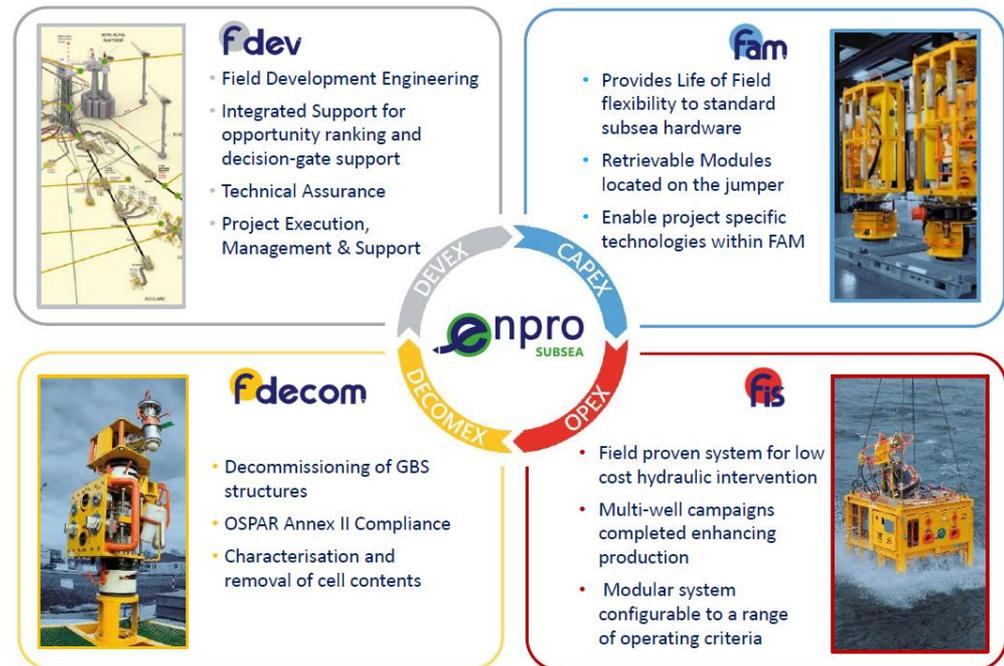 Fdev
Field Development Engineering
Integrated Support for
opportunity ranking and
decision-gate support
Technical Assurance
Project Execution,
Management & Support
fam
Provides Life of Field
flexibility to standard
subsea hardware
Retrievable Modules
located on the jumper
Enable project specific
technologies within FAM
DEVEX
CAPEX
enpro
SUBSEA
DECOMEX
OPEX
Fdecom
Decommissioning of GBS
structures
OSPAR Annex II Compliance
Characterisation and
removal of cell contents
fis
Field proven system for low
cost hydraulic intervention
Multi-well campaigns
completed enhancing
production
Modular system
configurable to a range
of operating criteria